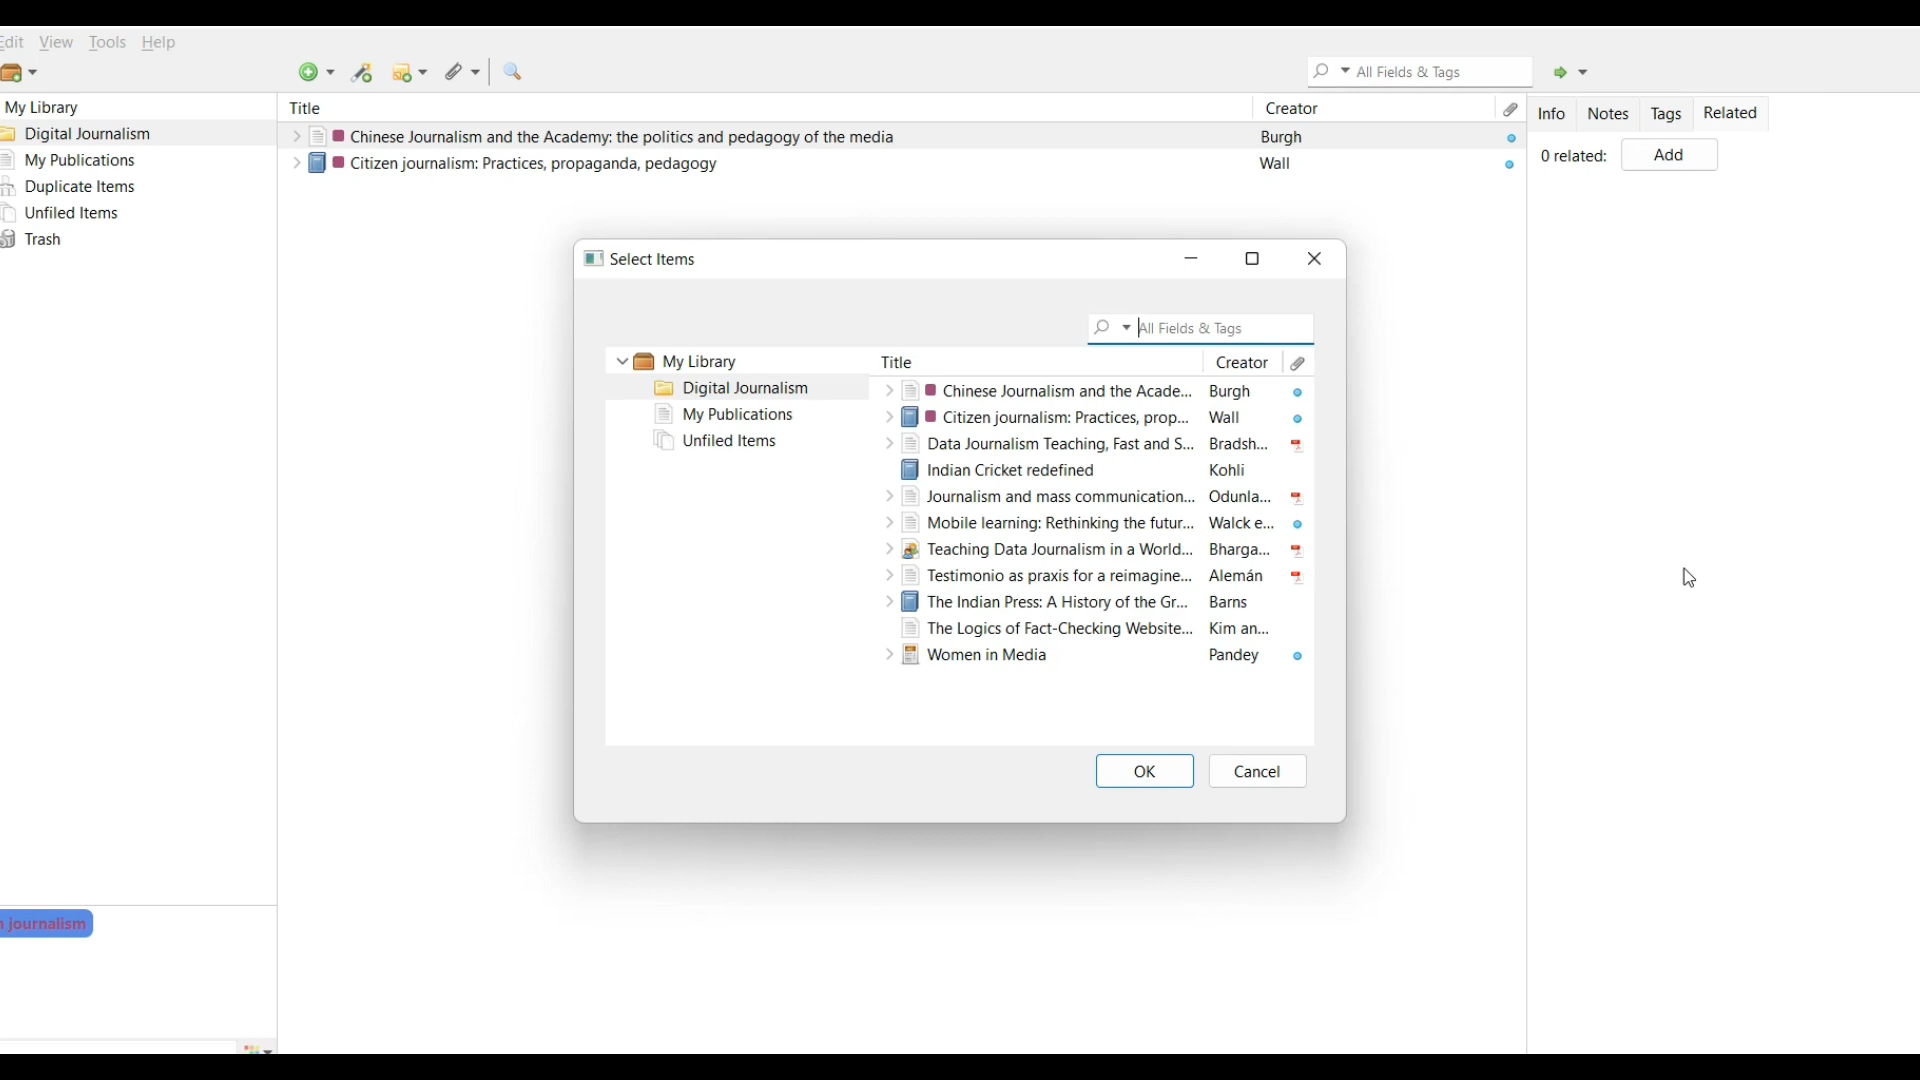 Edit View Tools Help
All Fields & Tags
My Library
Digital Journalism
My Publications
Duplicate Items
Unfiled Items
Trash
Title Creator
Chinese Journalism and the Academy: the politics and pedagogy of the media Burgh
Citizen journalism: Practices, propaganda, pedagogy Wall
Info Notes Tags Related
0 related: Add
Select Items
All Fields & Tags
My Library
Digital Journalism
My Publications
Unfiled Items
Title Creator
Chinese Journalism and the Acade... Burgh
Citizen journalism: Practices, prop... Wall
Data Journalism Teaching, Fast and S... Bradsh...
Indian Cricket redefined Kohli
Journalism and mass communication... Odunla...
Mobile learning: Rethinking the futur... Walck e...
Teaching Data Journalism in a World... Bharga...
Testimonio as praxis for a reimagine... Alemán
The Indian Press: A History of the Gr... Barns
The Logics of Fact-Checking Website... Kim an...
Women in Media Pandey
OK Cancel
n journalism